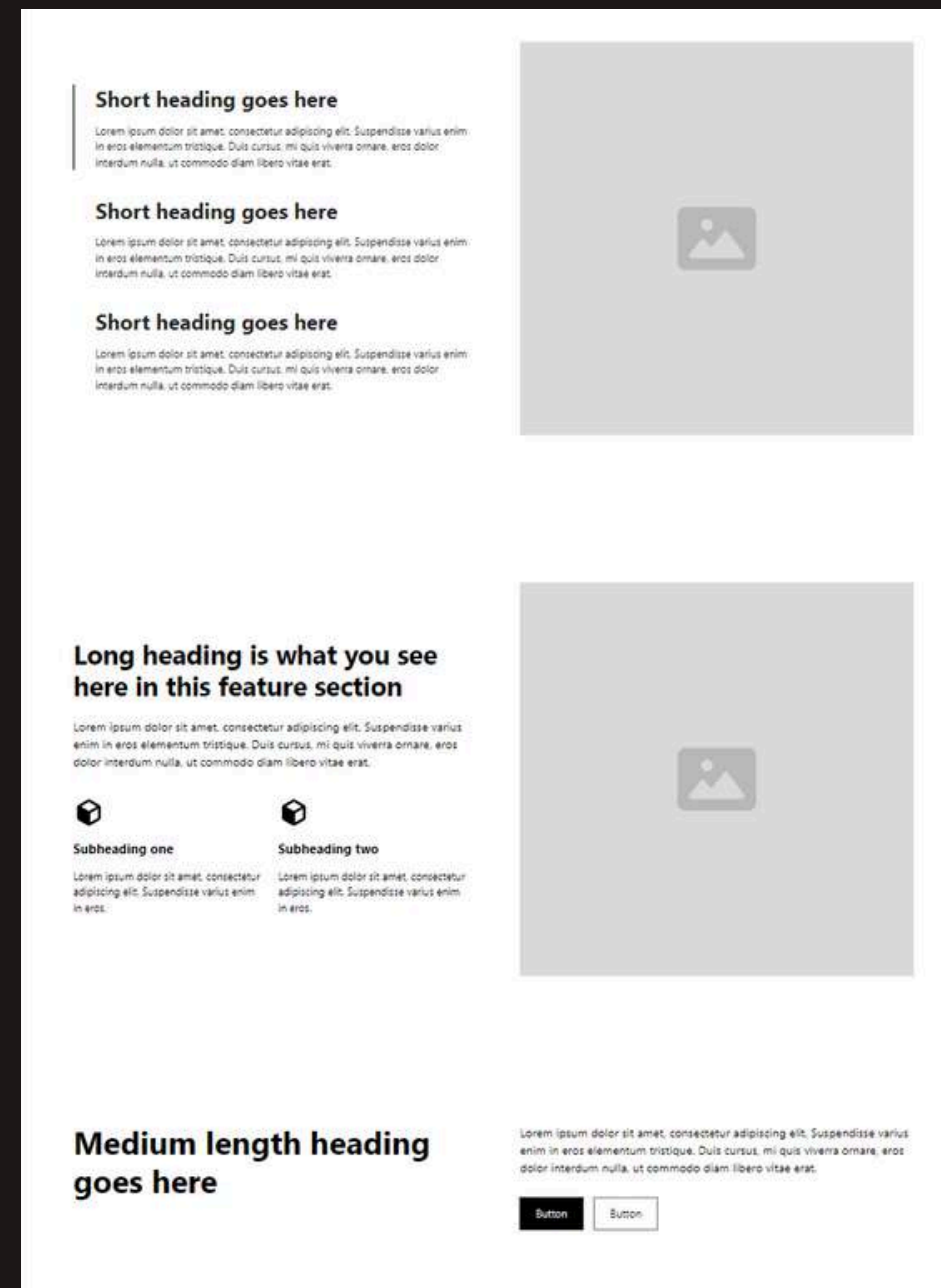 Short heading goes here
Lorem ipsum dolor sit amet, consectetur adipiscing elit. Suspendisse varius enim
in eros elementum tristique. Duis cursus, mi quis viverra ornare, eros dolor
interdum nulla, ut commodo diam libero vitae erat.
Short heading goes here
Lorem ipsum dolor sit amet, consectetur adipiscing elit. Suspendisse varius enim
in eros elementum tristique. Duis cursus, mi quis viverra ornare, eros dolor
interdum nulla, ut commodo diam libero vitae erat.
Short heading goes here
Lorem ipsum dolor sit amet, consectetur adipiscing elit. Suspendisse varius enim
in eros elementum tristique. Duis cursus, mi quis viverra ornare, eros dolor
interdum nulla, ut commodo diam libero vitae erat.
Long heading is what you see
here in this feature section
Lorem ipsum dolor sit amet, consectetur adipiscing elit. Suspendisse varius
enim in eros elementum tristique. Duis cursus, mi quis viverra ornare, eros
dolor interdum nulla, ut commodo diam libero vitae erat.
Subheading one
Lorem ipsum dolor sit amet, consectetur
adipiscing elit. Suspendisse varius enim
in eros.
Subheading two
Lorem ipsum dolor sit amet, consectetur
adipiscing elit. Suspendisse varius enim
in eros.
Medium length heading
goes here
Lorem ipsum dolor sit amet, consectetur adipiscing elit. Suspendisse varius
enim in eros elementum tristique. Duis cursus, mi quis viverra ornare, eros
dolor interdum nulla, ut commodo diam libero vitae erat.
Button
Button